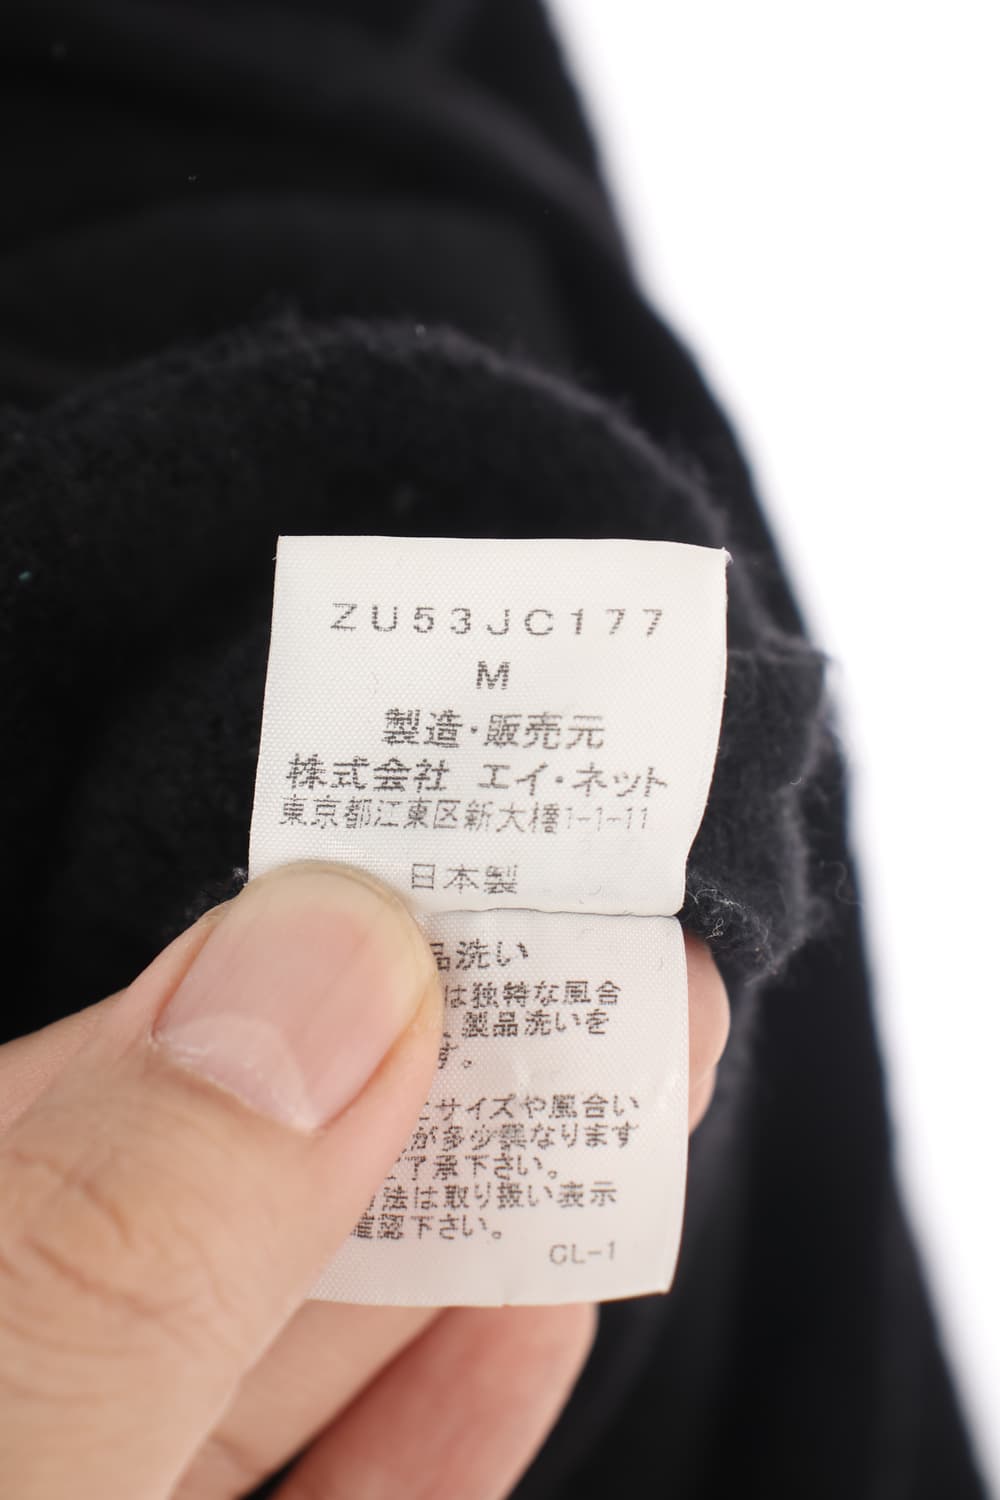 ZU53JC177
M
製造・販売元
株式会社 エイ・ネット
東京都江東区新大橋1-1-11
日本製
品洗い
は独特な風合
、製品洗いを
す。
とサイズや風合い
が多少異なります
ご了承下さい。
方法は取り扱い表示
確認下さい。
CL-1